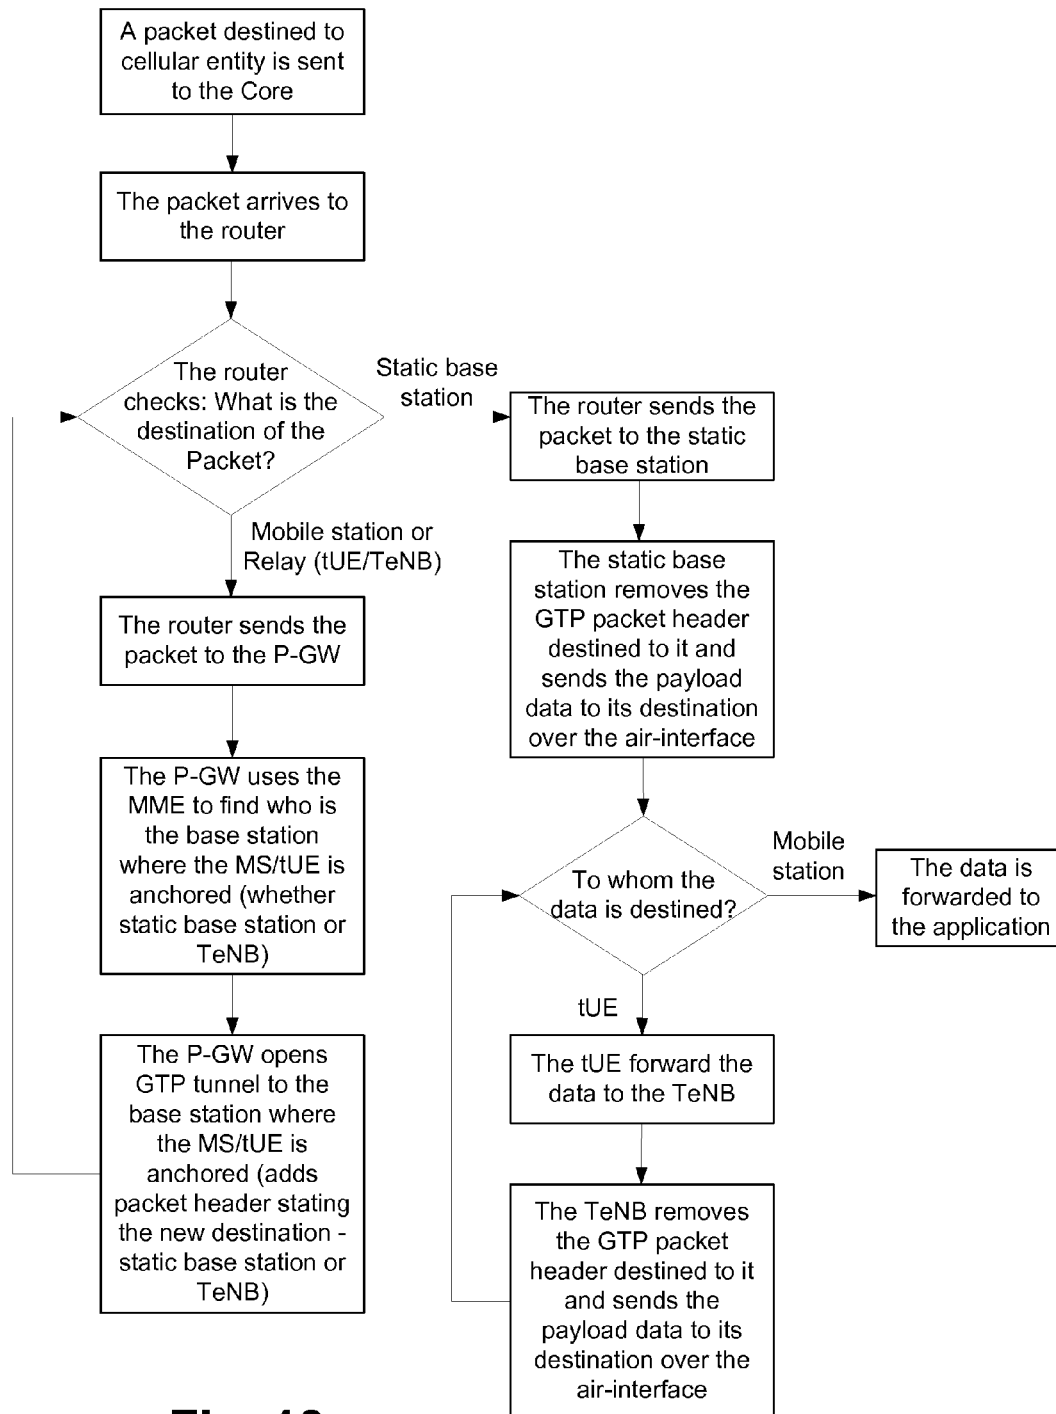 A packet destined to
cellular entity is sent
to the Core
The packet arrives to
the router
The router
checks: What is the
destination of the
Packet?
Static base
station
The router sends the
packet to the static
base station
Mobile station or
Relay (tUE/TeNB)
The router sends the
packet to the P-GW
The static base
station removes the
GTP packet header
destined to it and
sends the payload
data to its destination
over the air-interface
The P-GW uses the
MME to find who is
the base station
where the MS/tUE is
anchored (whether
static base station or
TeNB)
To whom the
data is destined?
Mobile
station
The data is
forwarded to
the application
tUE
The tUE forward the
data to the TeNB
The P-GW opens
GTP tunnel to the
base station where
the MS/tUE is
anchored (adds
packet header stating
the new destination -
static base station or
TeNB)
The TeNB removes
the GTP packet
header destined to it
and sends the
payload data to its
destination over the
air-interface